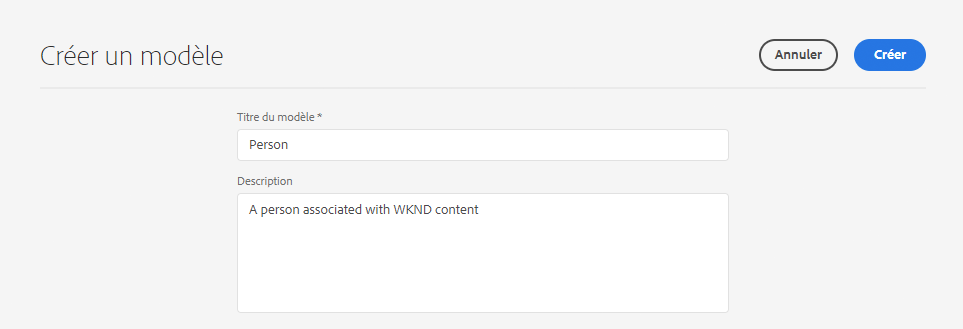 Créer un modèle
Annuler
Créer
Titre du modèle *
Person
Description
A person associated with WKND content